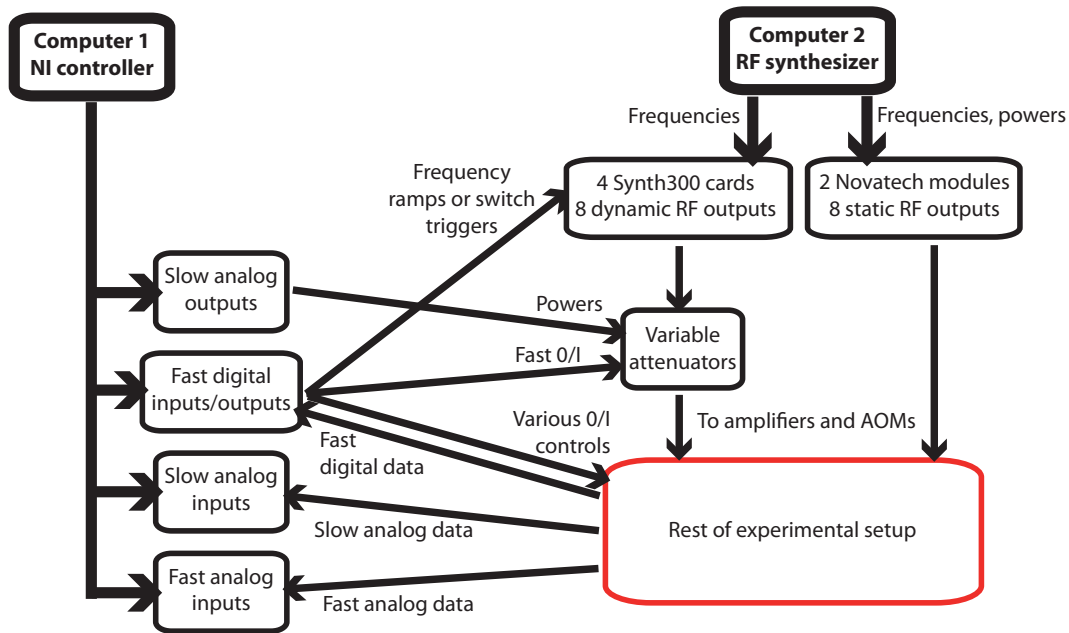 Computer 1
NI controller
Computer 2
RF synthesizer
Frequencies
Frequencies, powers
Frequency
ramps or switch
triggers
4 Synth300 cards
8 dynamic RF outputs
2 Novatech modules
8 static RF outputs
Slow analog
outputs
Powers
Variable
attenuators
Fast digital
inputs/outputs
Fast 0/I
Various 0/I
controls
To amplifiers and AOMs
Fast
digital data
Slow analog
inputs
Slow analog data
Rest of experimental setup
Fast analog
inputs
Fast analog data